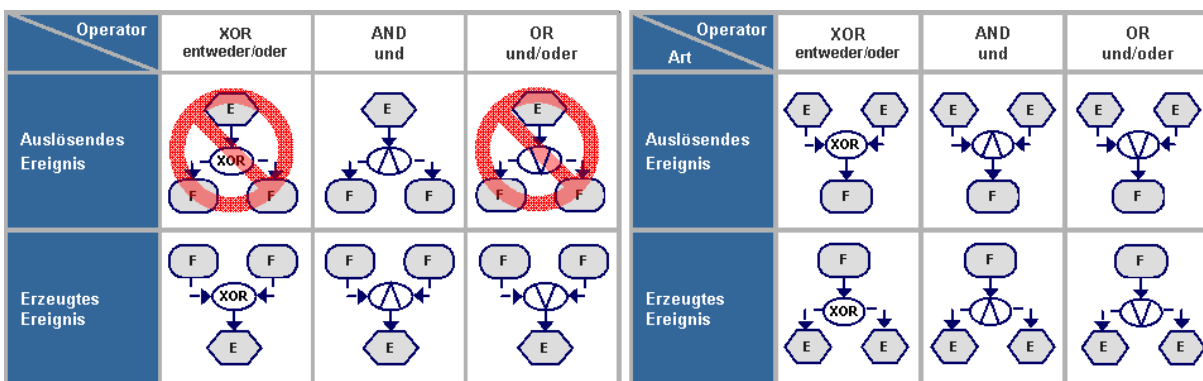 Operator
XOR
entweder/oder
AND
und
OR
und/oder
Auslösendes
Ereignis
E
XOR
F
F
E
F
F
E
F
F
Erzeugtes
Ereignis
F
F
XOR
E
F
F
E
F
F
E
Operator
Art
XOR
entweder/oder
AND
und
OR
und/oder
Auslösendes
Ereignis
E
E
XOR
F
E
E
F
E
E
F
Erzeugtes
Ereignis
F
XOR
E
E
F
E
E
F
E
E